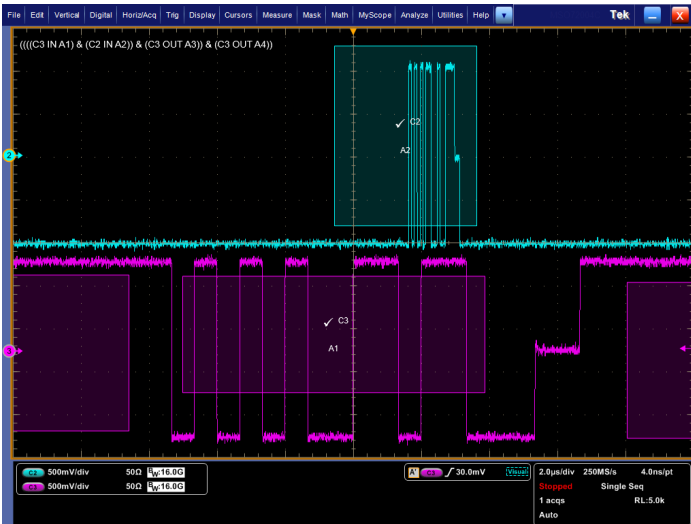 File Edit Vertical Digital Horiz/Acq Trig Display Cursors Measure Mask Math MyScope Analyze Utilities Help Tek X
((((C3 IN A1) & (C2 IN A2)) & (C3 OUT A3)) & (C3 OUT A4))
C2
A2
2
C3
A1
3
C2 500mV/div 50Ω BW:16.0G
C3 500mV/div 50Ω BW:16.0G
A' C3 30.0mV Visual
2.0μs/div 250MS/s 4.0ns/pt
Stopped Single Seq
1 acqs RL:5.0k
Auto